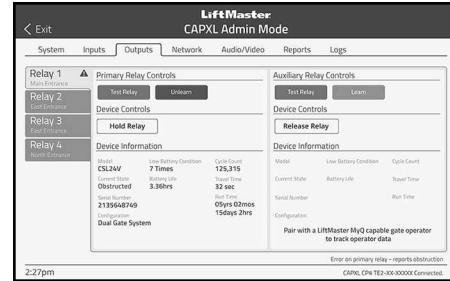 LiftMaster
< Exit
CAPXL Admin Mode
System Inputs Outputs Network Audio/Video Reports Logs
Relay 1
Main Entrance
Relay 2
East Entrance
Relay 3
East Entrance
Relay 4
North Entrance
Primary Relay Controls
Test Relay Unlearn
Device Controls
Hold Relay
Device Information
Model Low Battery Condition Cycle Count
CSL24V 7 Times 125,315
Current State Battery Life Travel Time
Obstructed 3.36hrs 32 sec
Serial Number Run Time
2135648749 05yrs 02mos
15days 2hrs
Configuration
Dual Gate System
Auxiliary Relay Controls
Test Relay Learn
Device Controls
Release Relay
Device Information
Model Low Battery Condition Cycle Count
Current State Battery Life Travel Time
Serial Number Run Time
Configuration
Pair with a LiftMaster MyQ capable gate operator
to track operator data
Error on primary relay - reports obstruction
2:27pm
CAPXL CP# TE2-XX-XXXXX Connected.